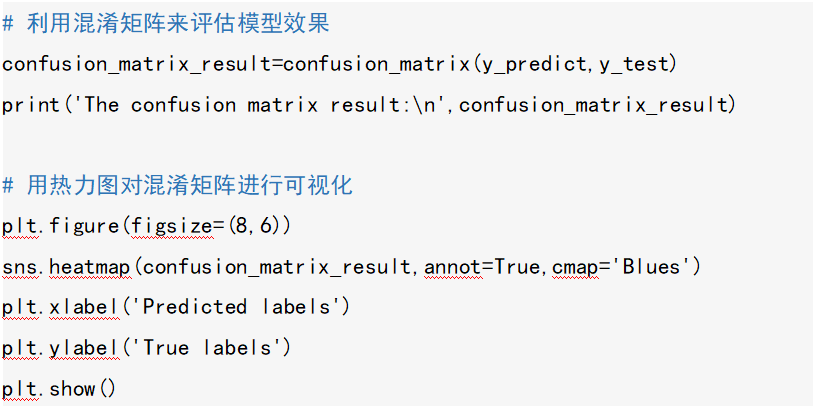 # 利用混淆矩阵来评估模型效果
confusion_matrix_result=confusion_matrix(y_predict,y_test)
print('The confusion matrix result:\n',confusion_matrix_result)
# 用热力图对混淆矩阵进行可视化
plt.figure(figsize=(8,6))
sns.heatmap(confusion_matrix_result,annot=True,cmap='Blues')
plt.xlabel('Predicted labels')
plt.ylabel('True labels')
plt.show()